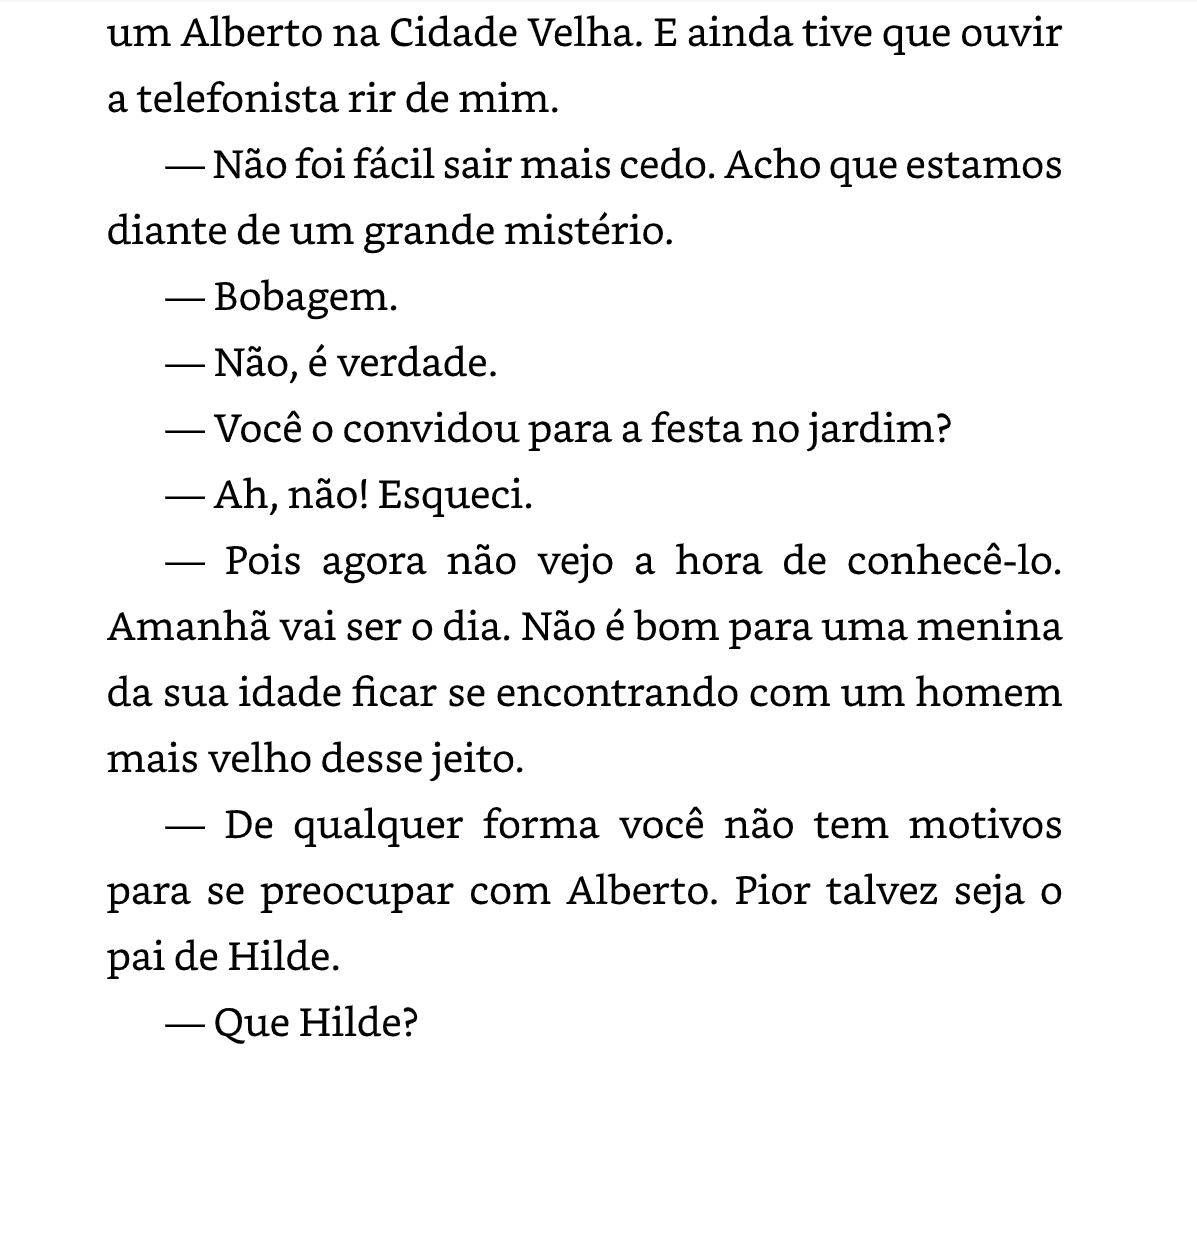 um Alberto na Cidade Velha. E ainda tive que ouvir
a telefonista rir de mim.
— Não foi fácil sair mais cedo. Acho que estamos
diante de um grande mistério.
— Bobagem.
— Não, é verdade.
— Você o convidou para a festa no jardim?
— Ah, não! Esqueci.
— Pois agora não vejo a hora de conhecê-lo.
Amanhã vai ser o dia. Não é bom para uma menina
da sua idade ficar se encontrando com um homem
mais velho desse jeito.
— De qualquer forma você não tem motivos
para se preocupar com Alberto. Pior talvez seja o
pai de Hilde.
— Que Hilde?